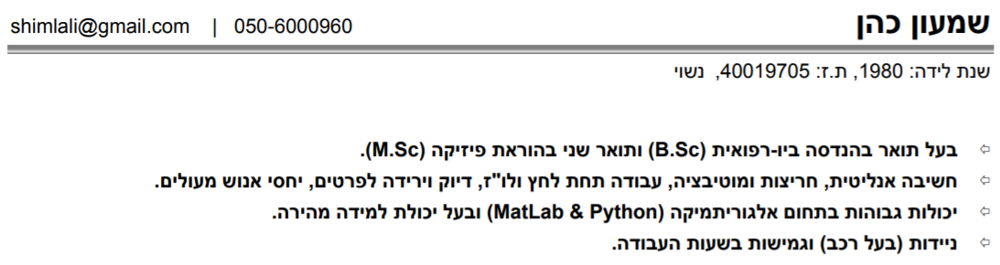 שמעון כהן
shimlali@gmail.com | 050-6000960
שנת לידה: 1980, ת.ז: 40019705, נשוי
בעל תואר בהנדסה ביו-רפואית (B.Sc) ותואר שני בהוראת פיזיקה (M.Sc).
חשיבה אנליטית, חריצות ומוטיבציה, עבודה תחת לחץ ולו"ז, דיוק וירידה לפרטים, יחסי אנוש מעולים.
יכולות גבוהות בתחום אלגוריתמיקה (MatLab & Python) ובעל יכולת למידה מהירה.
ניידות (בעל רכב) וגמישות בשעות העבודה.